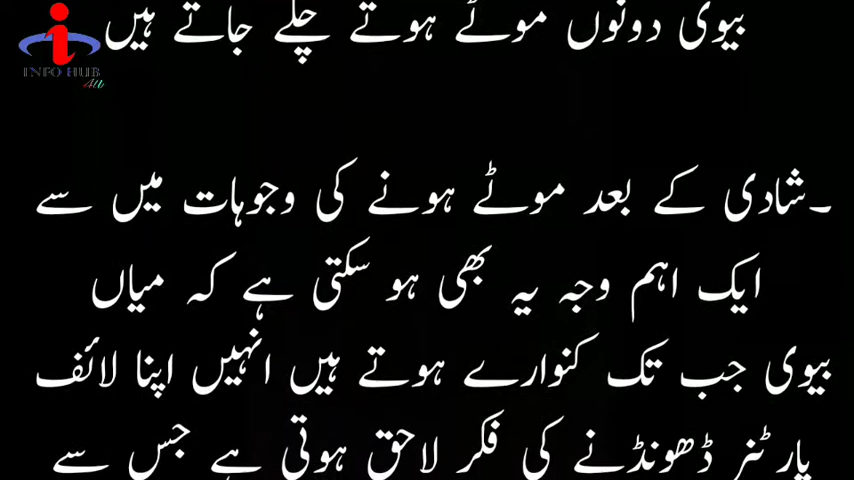 INFO HUB
4U
بیوی دونوں موٹے ہوتے چلے جاتے ہیں
۔شادی کے بعد موٹے ہونے کی وجوہات میں سے
ایک اہم وجہ یہ بھی ہو سکتی ہے کہ میاں
بیوی جب تک کنوارے ہوتے ہیں انہیں اپنا لائف
پارٹنر ڈھونڈنے کی فکر لاحق ہوتی ہے جس سے